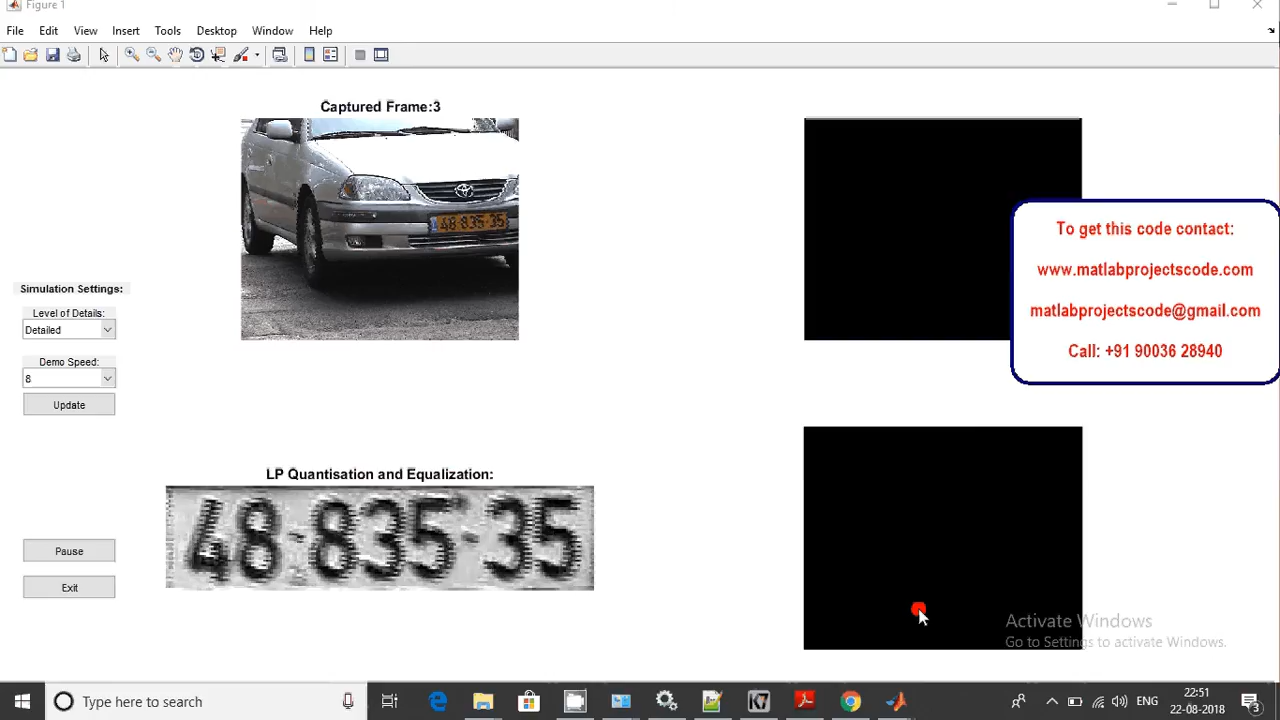 Figure 1
File Edit View Insert Tools Desktop Window Help
Captured Frame:3
48·835·35
To get this code contact:
www.matlabprojectscode.com
matlabprojectscode@gmail.com
Call: +91 90036 28940
Simulation Settings:
Level of Details:
Detailed
Demo Speed:
8
Update
LP Quantisation and Equalization:
48·835·35
Pause
Exit
Activate Windows
Go to Settings to activate Windows.
Type here to search
ENG
22:51
22-08-2018
3